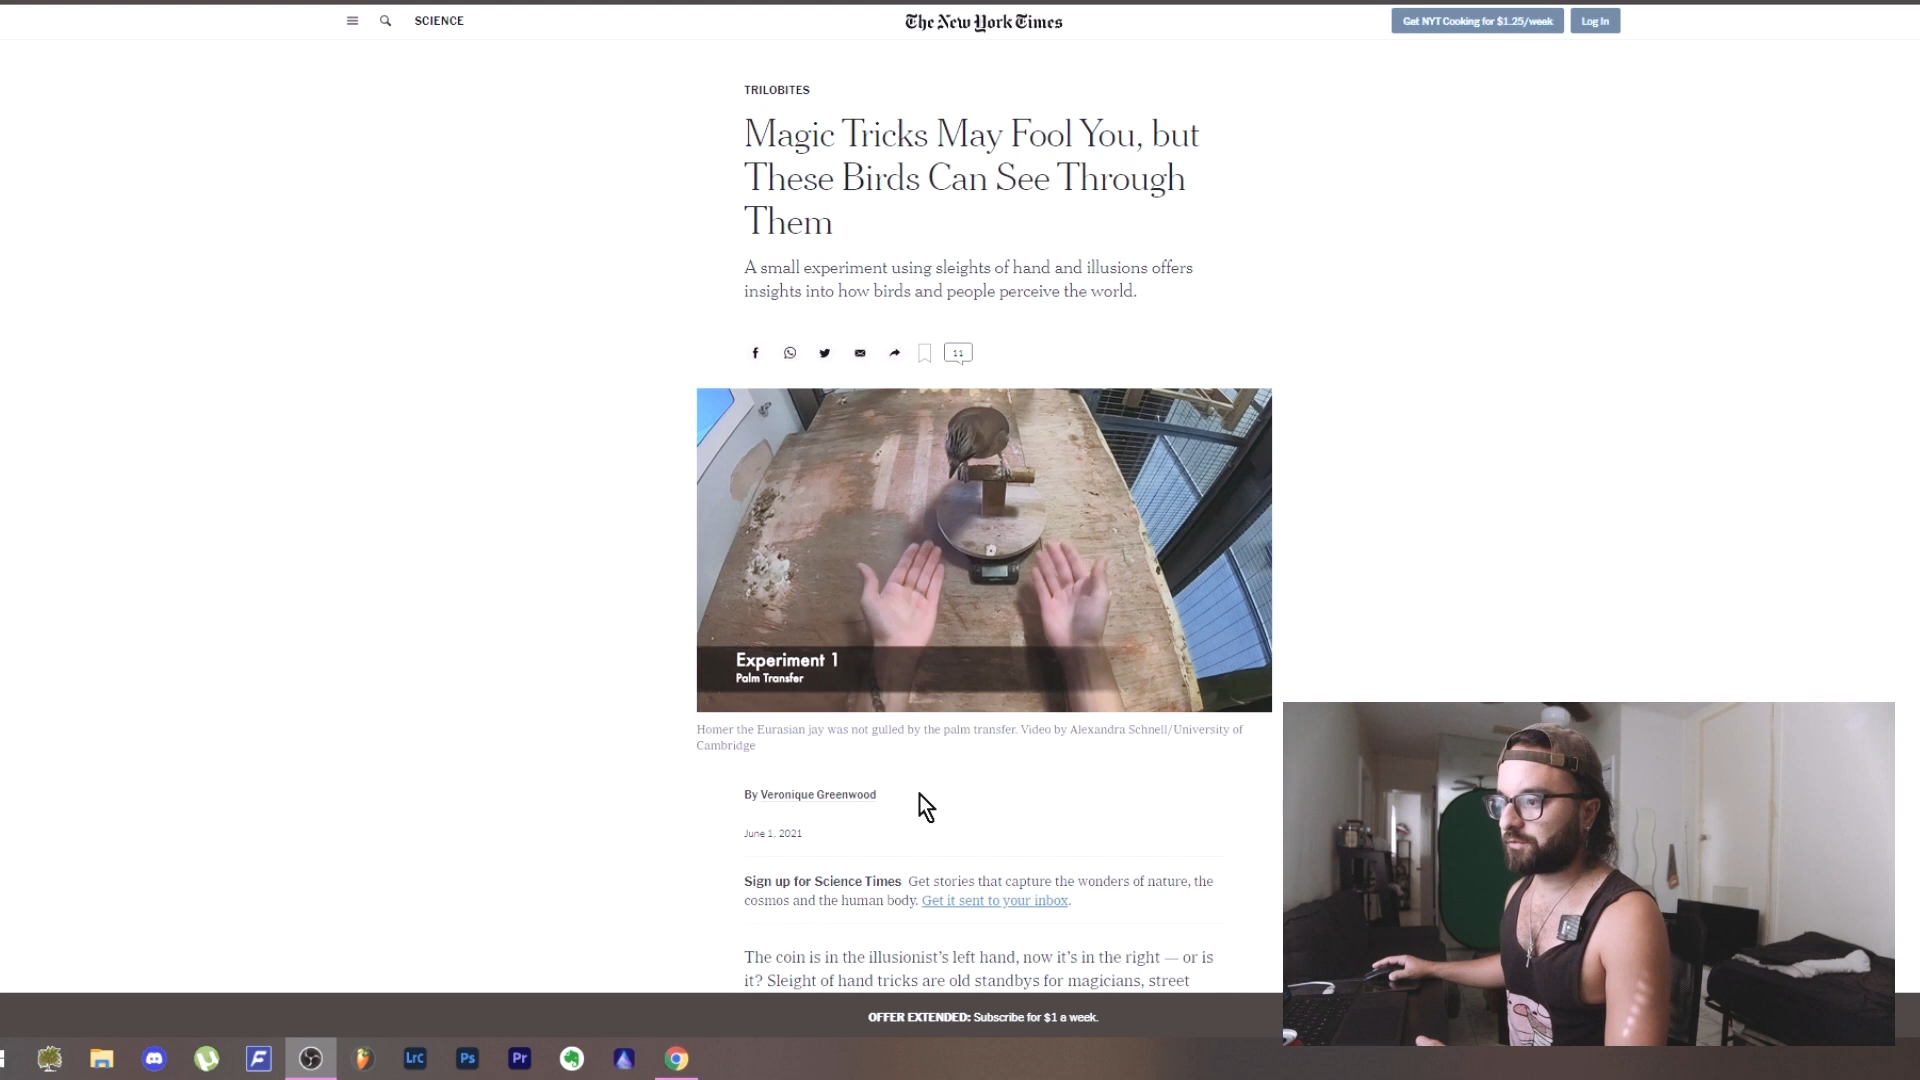 SCIENCE
The New York Times
Get NYT Cooking for $1.25/week
Log In
TRILOBITES
Magic Tricks May Fool You, but
These Birds Can See Through
Them
A small experiment using sleights of hand and illusions offers
insights into how birds and people perceive the world.
11
Experiment 1
Palm Transfer
Homer the Eurasian jay was not gulled by the palm transfer. Video by Alexandra Schnell/University of
Cambridge
By Veronique Greenwood
June 1, 2021
Sign up for Science Times Get stories that capture the wonders of nature, the
cosmos and the human body. Get it sent to your inbox.
The coin is in the illusionist's left hand, now it's in the right — or is
it? Sleight of hand tricks are old standbys for magicians, street
OFFER EXTENDED: Subscribe for $1 a week.
Lrc
Ps
Pr